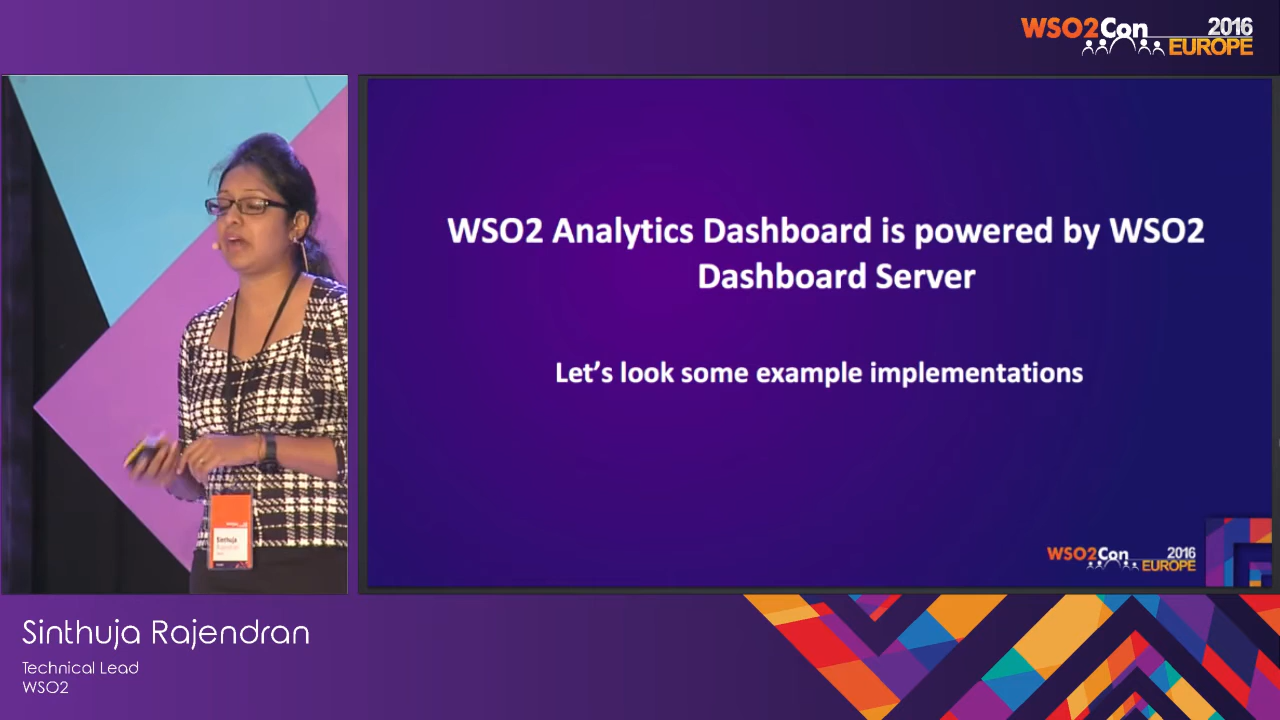 WSO2Con 2016
EUROPE
WSO2 Analytics Dashboard is powered by WSO2
Dashboard Server
Let's look some example implementations
WSO2Con 2016
EUROPE
Sinthuja
Sinthuja Rajendran
Technical Lead
WSO2